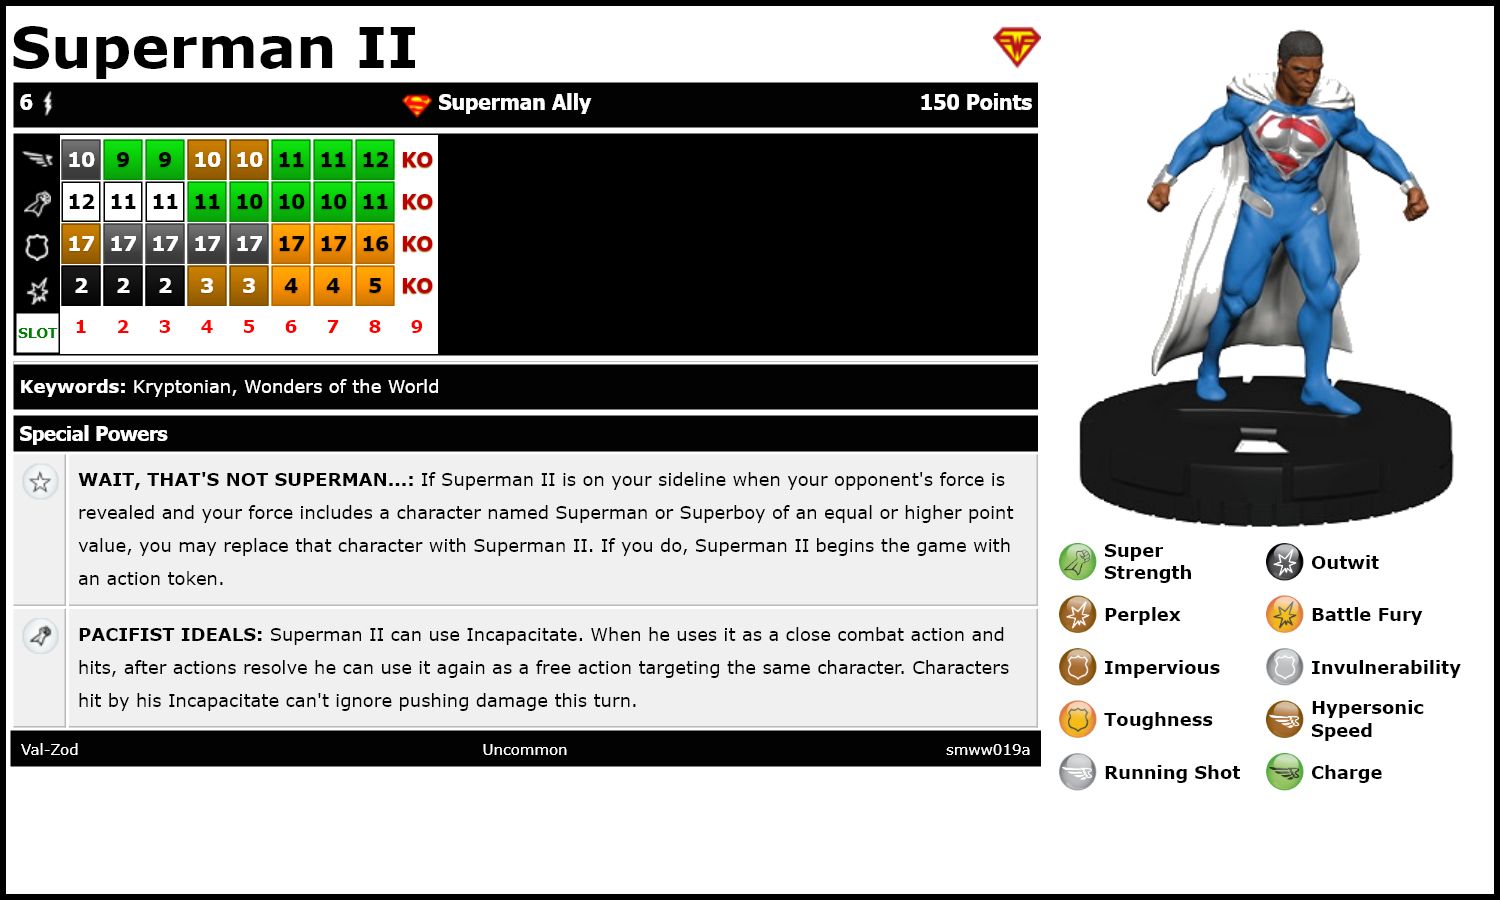 Superman II
6 Superman Ally 150 Points
10 9 9 10 10 11 11 12 KO
12 11 11 11 10 10 10 11 KO
17 17 17 17 17 17 17 16 KO
2 2 2 3 3 4 4 5 KO
SLOT 1 2 3 4 5 6 7 8 9
Keywords: Kryptonian, Wonders of the World
Special Powers
WAIT, THAT'S NOT SUPERMAN...: If Superman II is on your sideline when your opponent's force is
revealed and your force includes a character named Superman or Superboy of an equal or higher point
value, you may replace that character with Superman II. If you do, Superman II begins the game with
an action token.
PACIFIST IDEALS: Superman II can use Incapacitate. When he uses it as a close combat action and
hits, after actions resolve he can use it again as a free action targeting the same character. Characters
hit by his Incapacitate can't ignore pushing damage this turn.
Val-Zod Uncommon smww019a
Super
Strength
Outwit
Perplex
Battle Fury
Impervious
Invulnerability
Toughness
Hypersonic
Speed
Running Shot
Charge